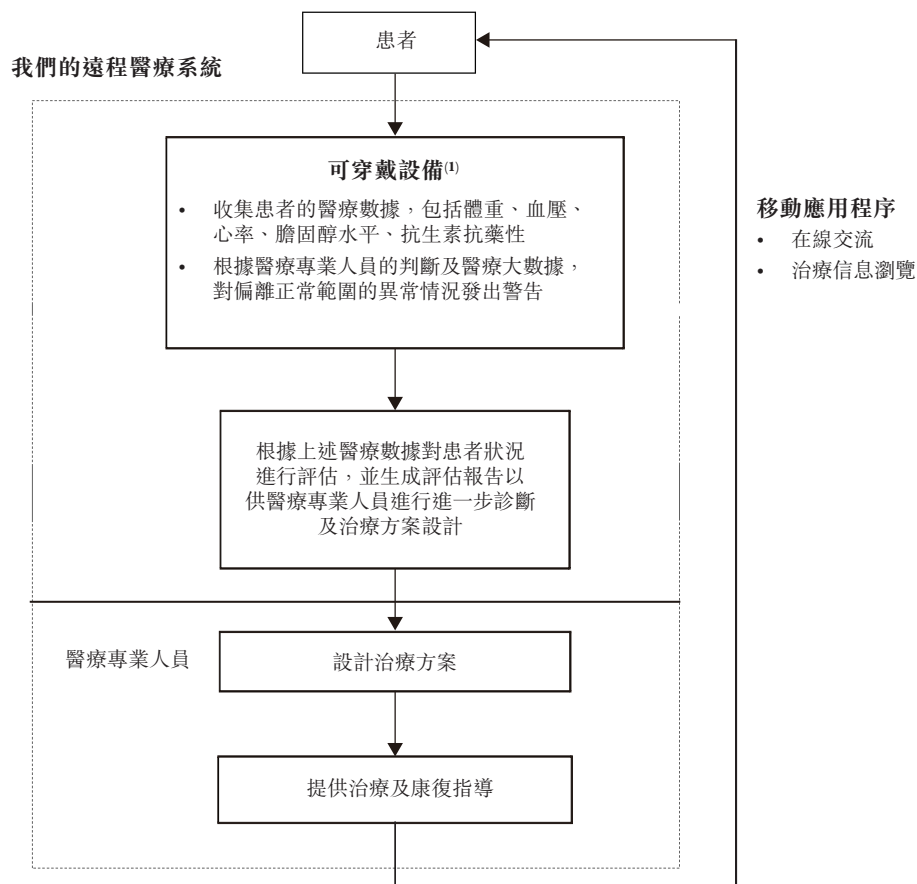 患者
我們的遠程醫療系統
可穿戴設備(1)
• 收集患者的醫療數據，包括體重、血壓、
心率、膽固醇水平、抗生素抗藥性
• 根據醫療專業人員的判斷及醫療大數據，
對偏離正常範圍的異常情況發出警告
移動應用程序
• 在線交流
• 治療信息瀏覽
根據上述醫療數據對患者狀況
進行評估，並生成評估報告以
供醫療專業人員進行進一步診斷
及治療方案設計
醫療專業人員
設計治療方案
提供治療及康復指導